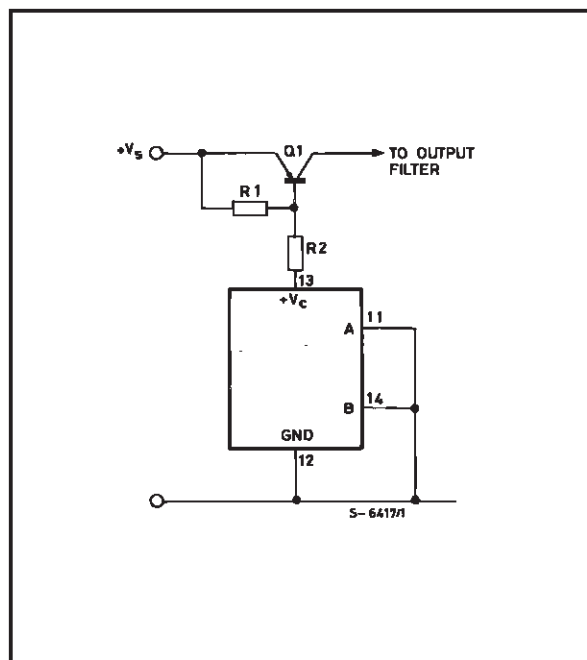 +Vs
Q1
TO OUTPUT
FILTER
R1
R2
13
+Vc
A
11
B
14
GND
12
S-6417/1